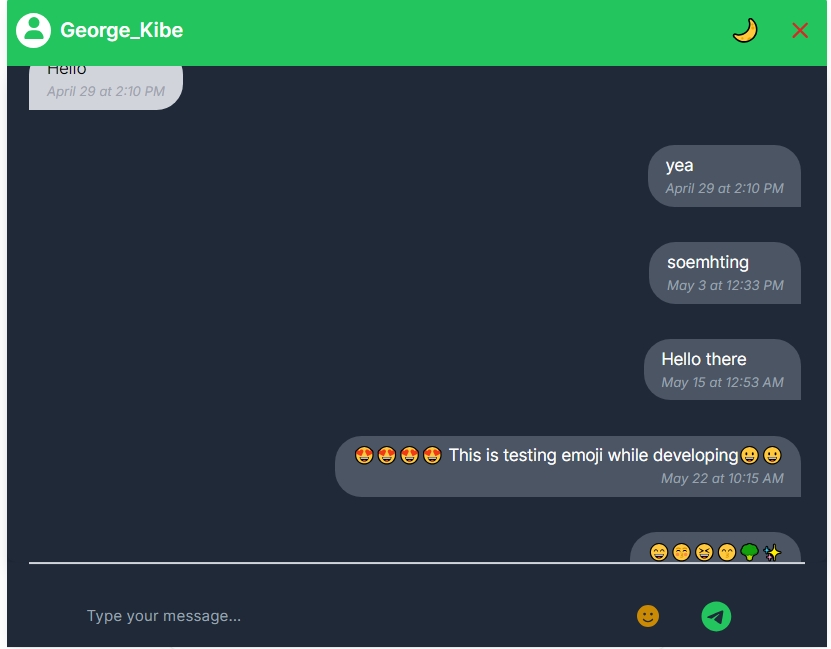 George_Kibe
Hello
April 29 at 2:10 PM
yea
April 29 at 2:10 PM
soemhting
May 3 at 12:33 PM
Hello there
May 15 at 12:53 AM
😍😍😍😍 This is testing emoji while developing😀😀
May 22 at 10:15 AM
😄😁😆😙🥦✨
Type your message...